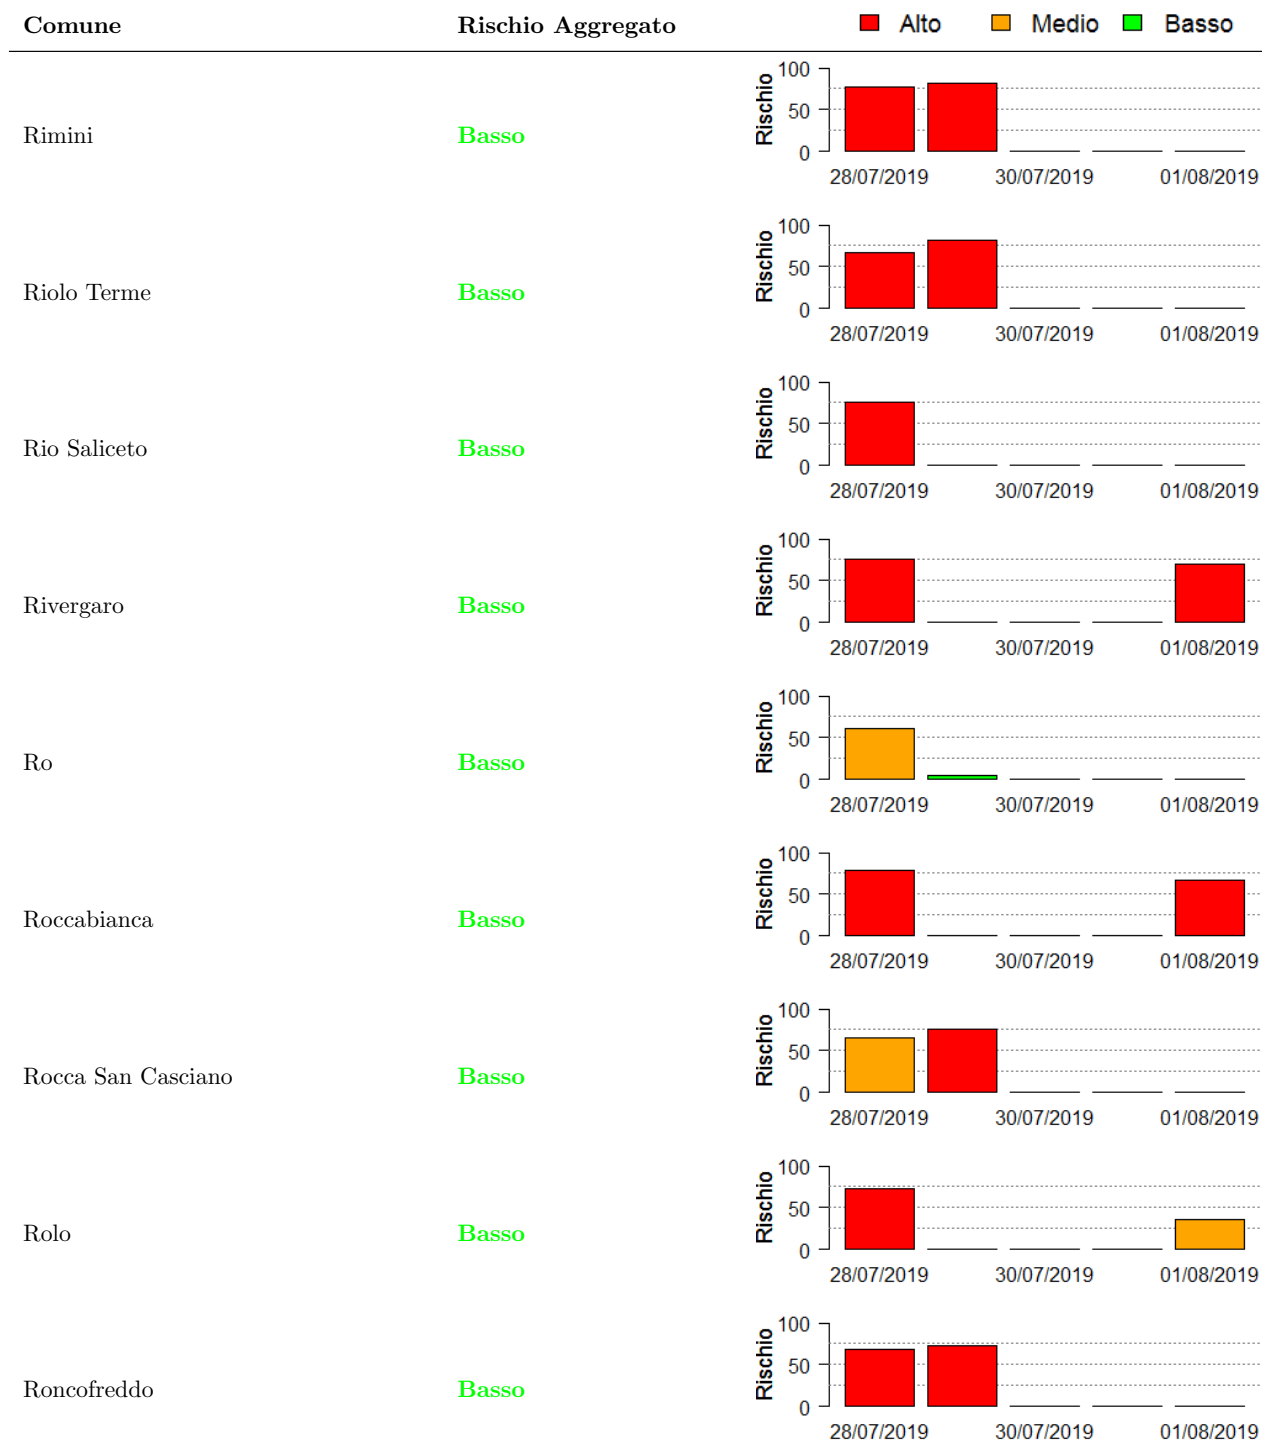 Comune Rischio Aggregato Alto Medio Basso
100
Rischio
50
Rimini Basso
0
28/07/2019 30/07/2019 01/08/2019
100
Rischio
50
Riolo Terme Basso
0
28/07/2019 30/07/2019 01/08/2019
100
Rischio
50
Rio Saliceto Basso
0
28/07/2019 30/07/2019 01/08/2019
100
Rischio
50
Rivergaro Basso
0
28/07/2019 30/07/2019 01/08/2019
100
Rischio
50
Ro Basso
0
28/07/2019 30/07/2019 01/08/2019
100
Rischio
50
Roccabianca Basso
0
28/07/2019 30/07/2019 01/08/2019
100
Rischio
50
Rocca San Casciano Basso
0
28/07/2019 30/07/2019 01/08/2019
100
Rischio
50
Rolo Basso
0
28/07/2019 30/07/2019 01/08/2019
100
Rischio
50
Roncofreddo Basso
0
28/07/2019 30/07/2019 01/08/2019